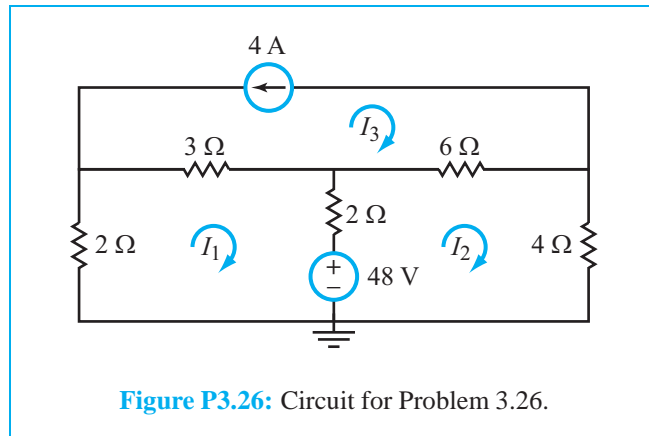 4 A
I3
3 Ω
6 Ω
2 Ω
I1
2 Ω
I2
4 Ω
+
−
48 V
Figure P3.26: Circuit for Problem 3.26.